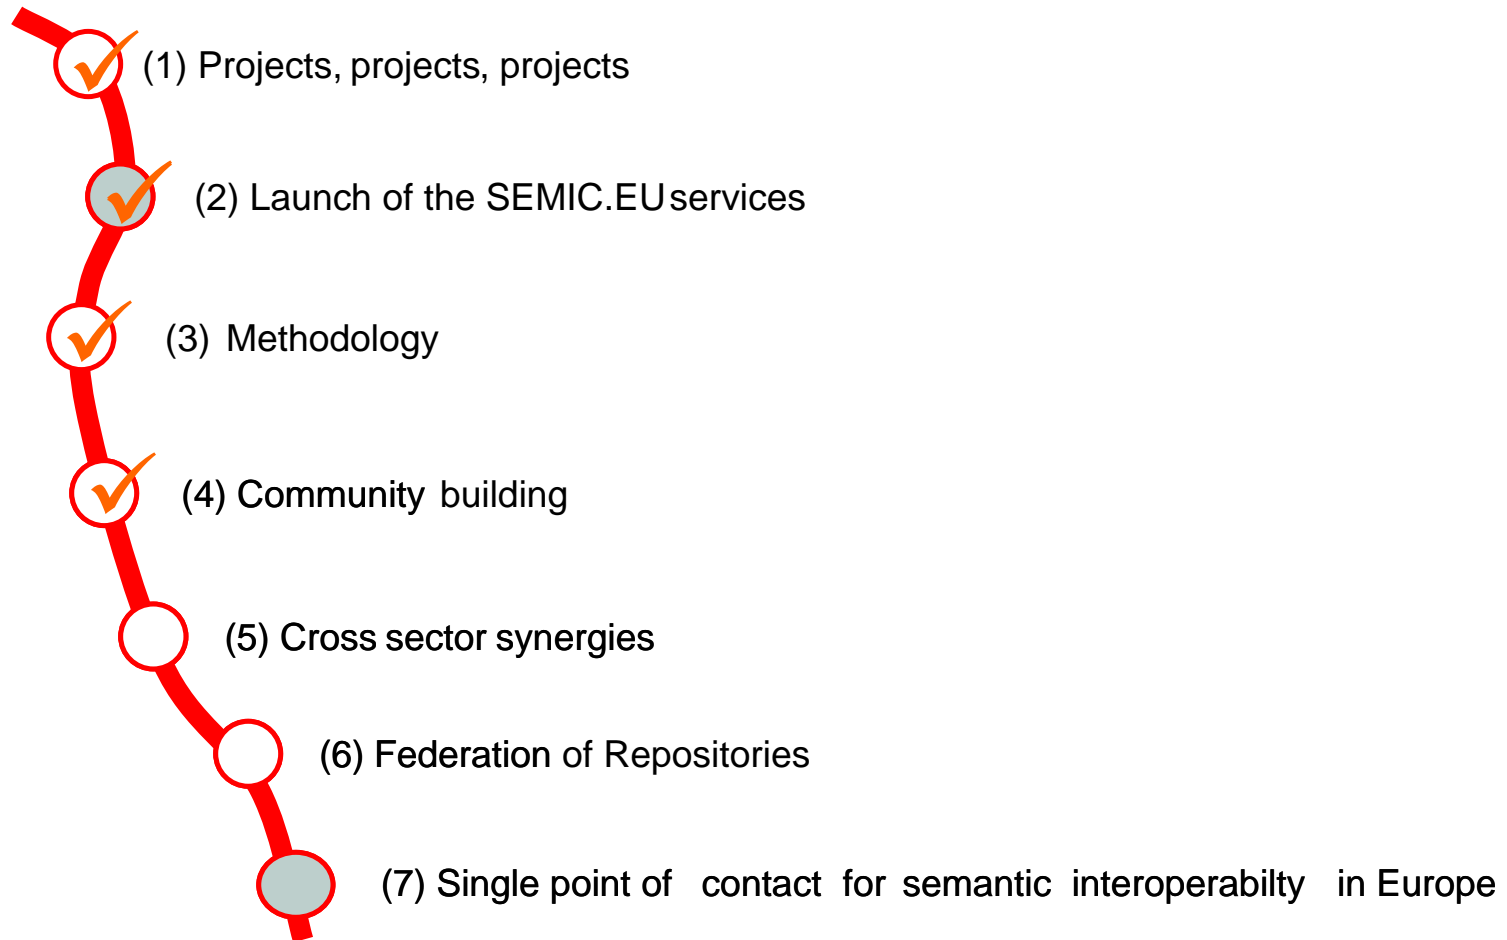 (1) Projects, projects, projects
(2) Launch of the SEMIC.EU services
(3) Methodology
(4) Community building
(5) Cross sector synergies
(6) Federation of Repositories
(7) Single point of contact for semantic interoperabilty in Europe